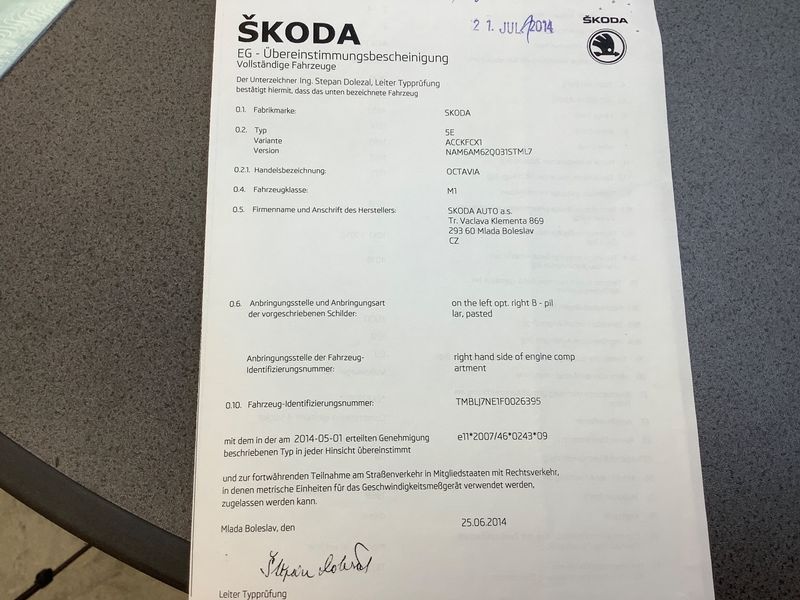 ŠKODA
21. JULI 2014
ŠKODA
EG - Übereinstimmungsbescheinigung
Vollständige Fahrzeuge
Der Unterzeichner Ing. Stepan Dolezal, Leiter Typprüfung
bestätigt hiermit, dass das unten bezeichnete Fahrzeug
0.1. Fabrikmarke: SKODA
0.2. Typ 5E
Variante ACCKFCX1
Version NAM6AM62Q031STML7
0.2.1. Handelsbezeichnung: OCTAVIA
0.4. Fahrzeugklasse: M1
0.5. Firmenname und Anschrift des Herstellers: SKODA AUTO a.s.
Tr. Vaclava Klementa 869
293 60 Mlada Boleslav
CZ
0.6. Anbringungsstelle und Anbringungsart on the left opt. right B - pil
der vorgeschriebenen Schilder: lar, pasted
Anbringungsstelle der Fahrzeug- right hand side of engine comp
Identifizierungsnummer: artment
0.10. Fahrzeug-Identifizierungsnummer: TMBLJ7NE1F0026395
mit dem in der am 2014-05-01 erteilten Genehmigung e11*2007/46*0243*09
beschriebenen Typ in jeder Hinsicht übereinstimmt
und zur fortwährenden Teilnahme am Straßenverkehr in Mitgliedstaaten mit Rechtsverkehr,
in denen metrische Einheiten für das Geschwindigkeitsmeßgerät verwendet werden,
zugelassen werden kann.
Mlada Boleslav, den 25.06.2014
Stepan Dolezal
Leiter Typprüfung